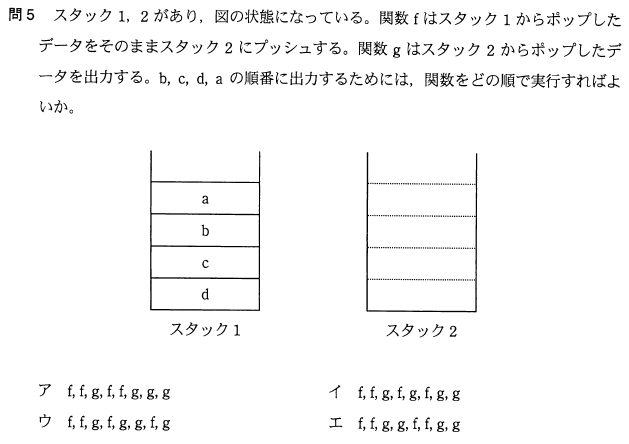 問5　スタック1，2があり，図の状態になっている。関数fはスタック1からポップした
データをそのままスタック2にプッシュする。関数gはスタック2からポップしたデ
ータを出力する。b, c, d, a の順番に出力するためには，関数をどの順で実行すればよ
いか。
a
b
c
d
スタック1　スタック2
ア　f, f, g, f, f, g, g, g　イ　f, f, g, f, g, f, g, g
ウ　f, f, g, f, g, g, f, g　エ　f, f, g, g, f, f, g, g